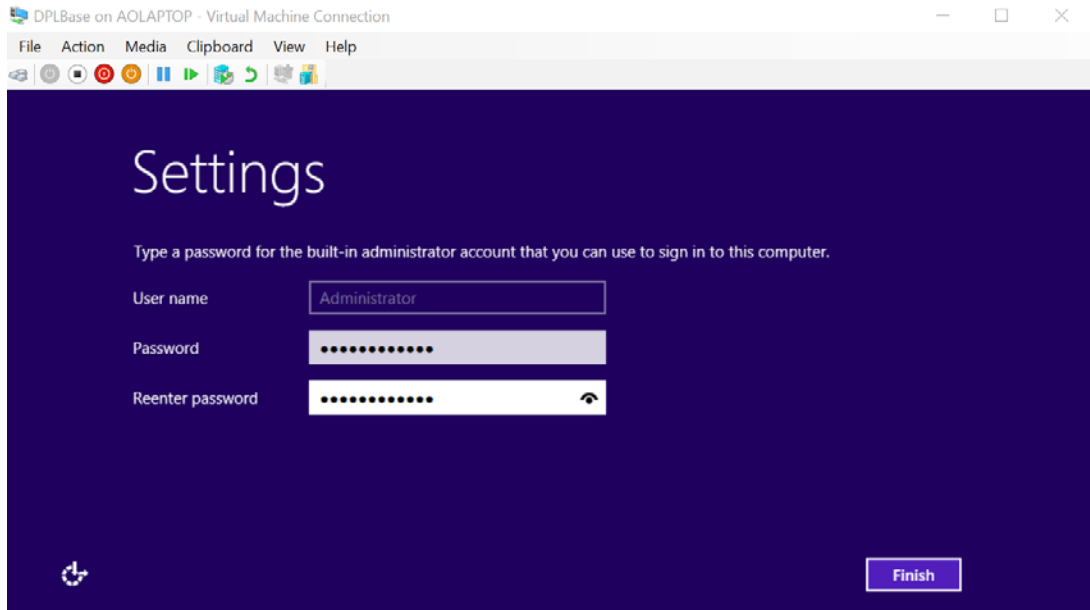 DPLBase on AOLAPTOP - Virtual Machine Connection
File Action Media Clipboard View Help
Settings
Type a password for the built-in administrator account that you can use to sign in to this computer.
User name Administrator
Password ●●●●●●●●●●●●
Reenter password ●●●●●●●●●●●●
Finish